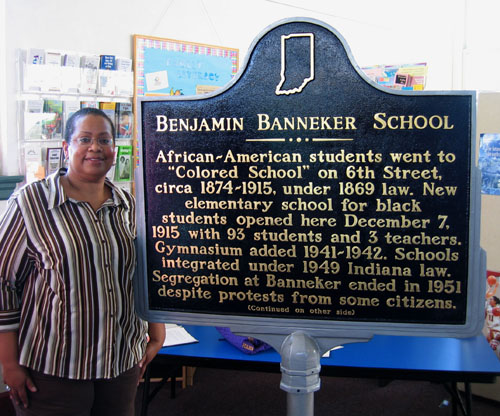 BENJAMIN BANNEKER SCHOOL
African-American students went to
"Colored School" on 6th Street,
circa 1874-1915, under 1869 law. New
elementary school for black
students opened here December 7,
1915 with 93 students and 3 teachers.
Gymnasium added 1941-1942. Schools
integrated under 1949 Indiana law.
Segregation at Banneker ended in 1951
despite protests from some citizens.
(Continued on other side)